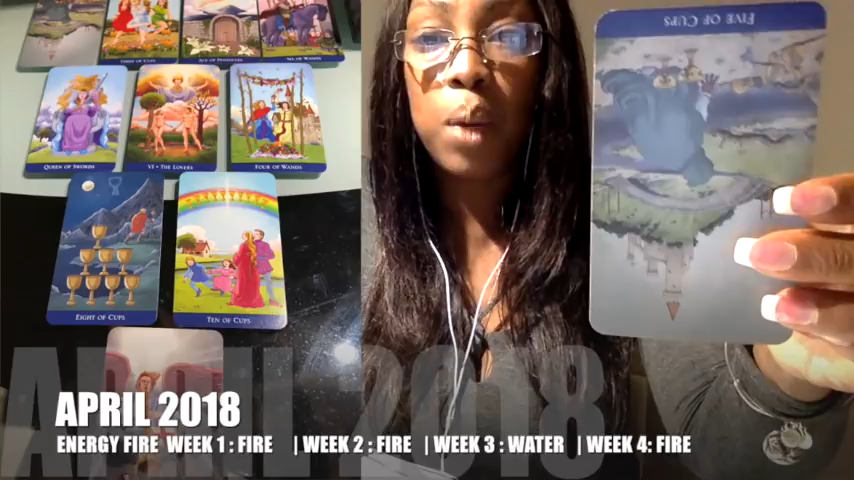 THREE OF CUPS
ACE OF PENTACLES
SIX OF WANDS
FIVE OF CUPS
QUEEN OF SWORDS
VI • THE LOVERS
FOUR OF WANDS
EIGHT OF CUPS
TEN OF CUPS
APRIL 2018
APRIL 2018
ENERGY FIRE WEEK 1 : FIRE | WEEK 2 : FIRE | WEEK 3 : WATER | WEEK 4: FIRE